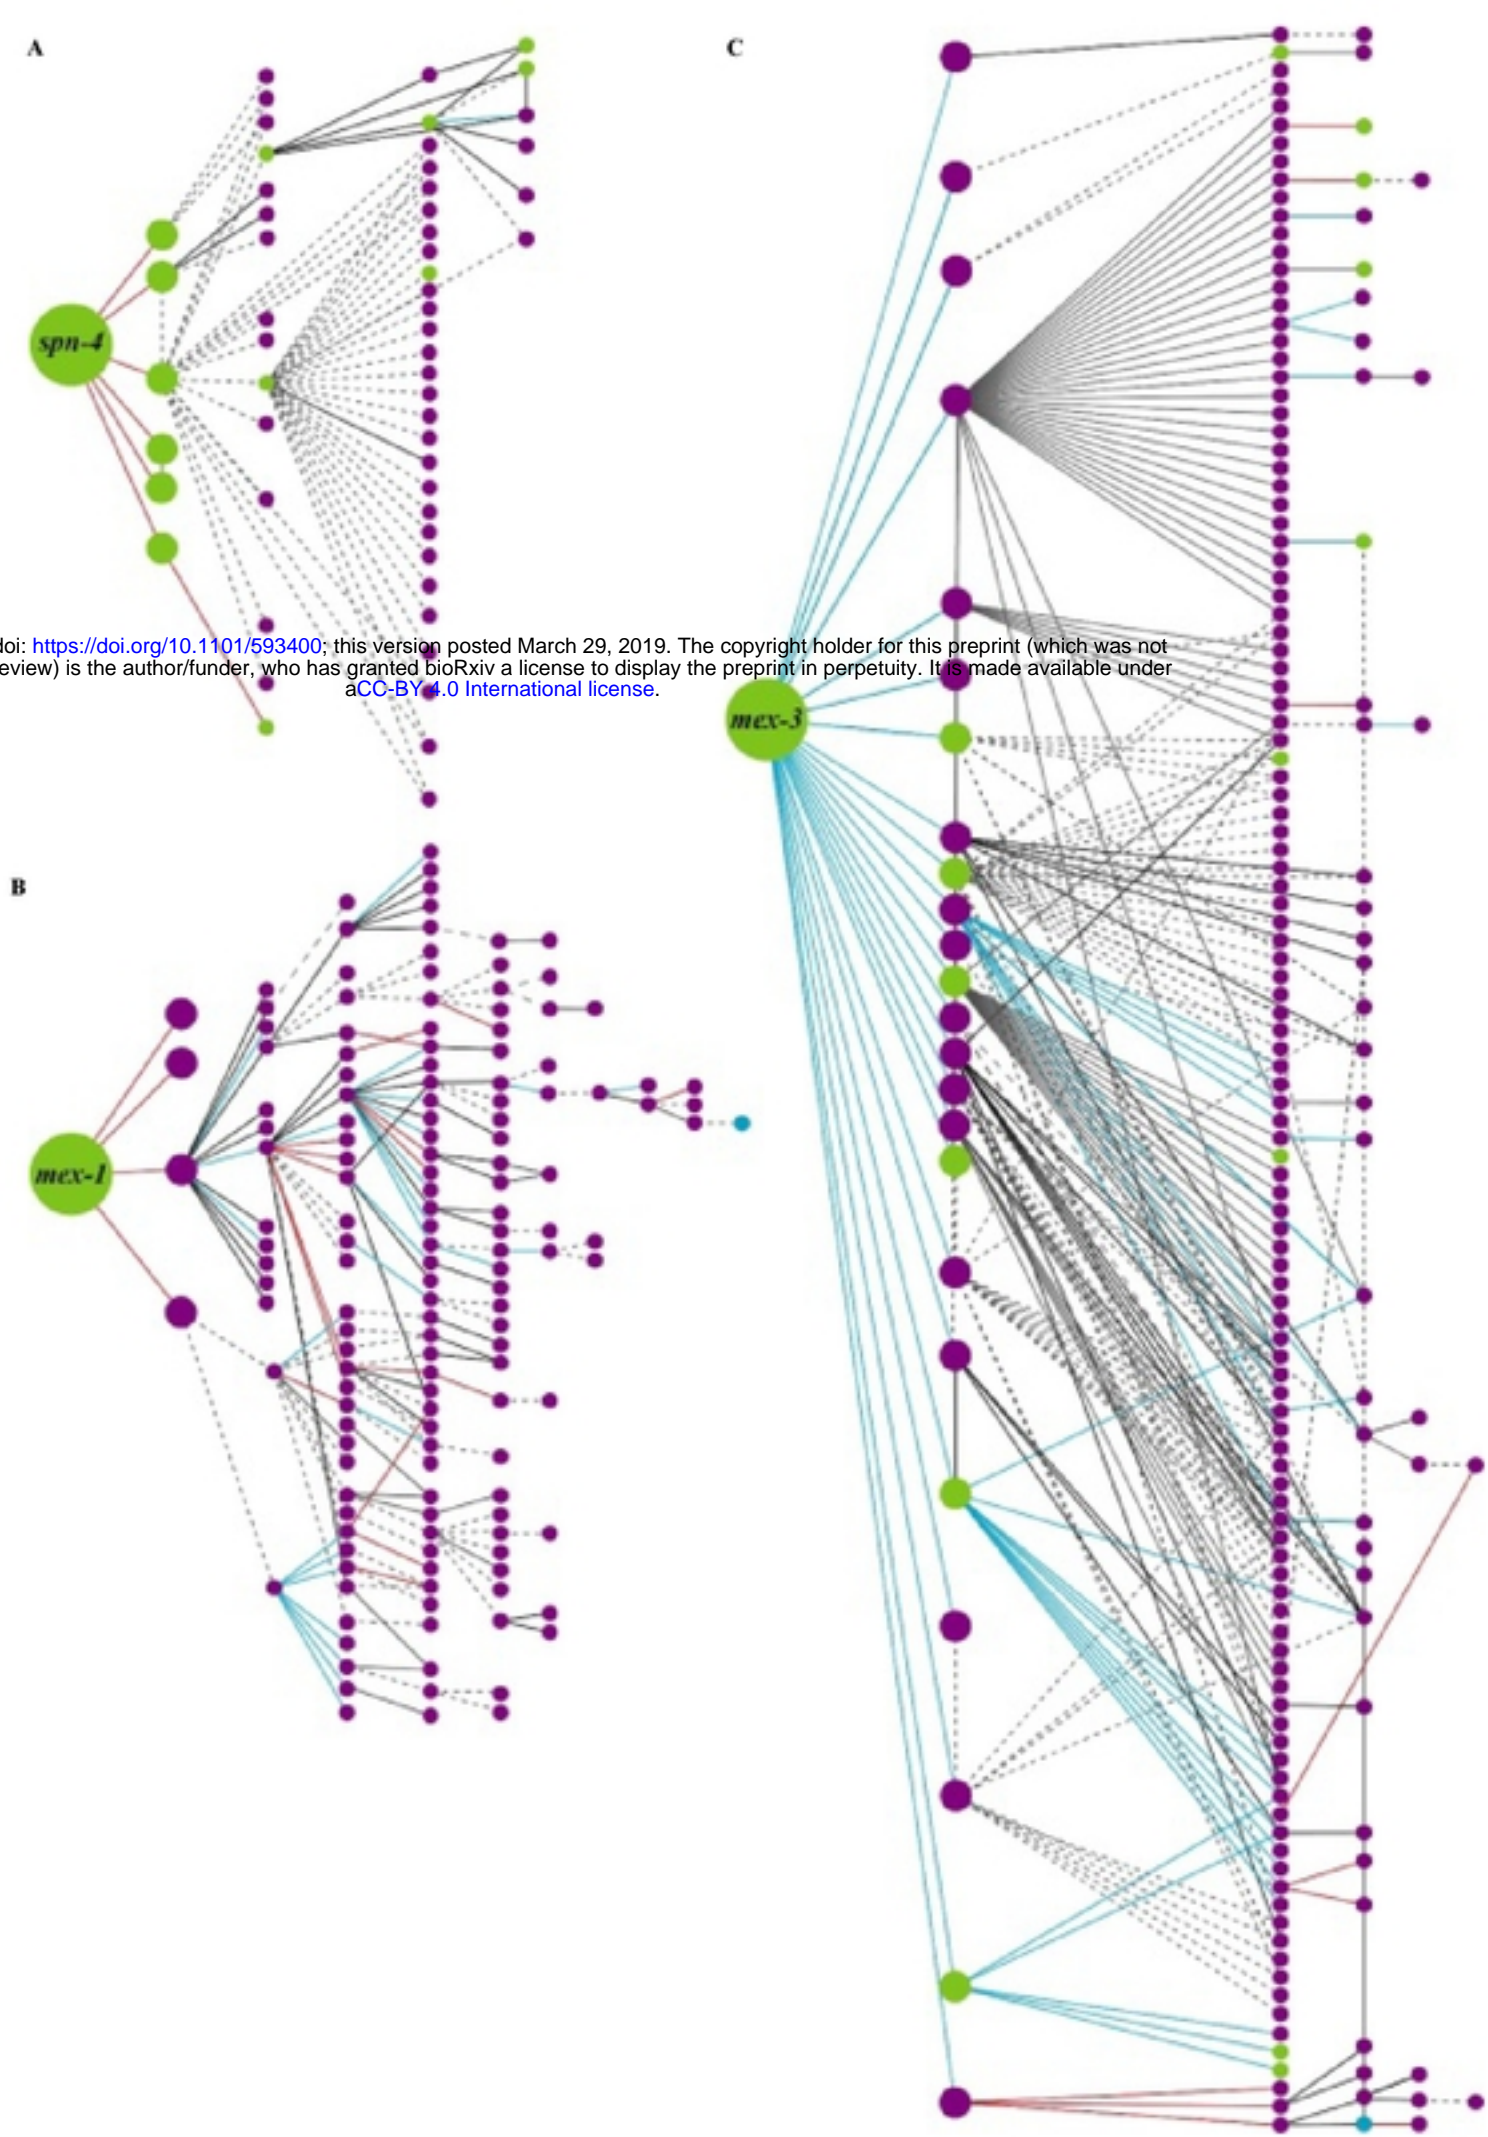 A
C
spn-4
doi: https://doi.org/10.1101/593400; this version posted March 29, 2019. The copyright holder for this preprint (which was not
eview) is the author/funder, who has granted bioRxiv a license to display the preprint in perpetuity. It is made available under
aCC-BY 4.0 International license.
mex-3
B
mex-1